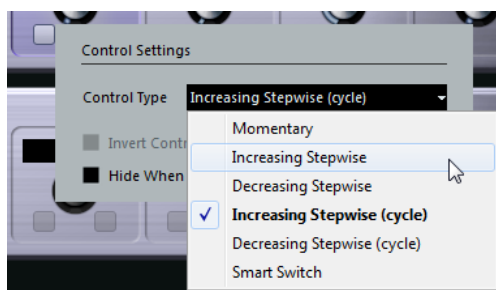 Control Settings
Control Type Increasing Stepwise (cycle)
Invert Contr
Hide When
Momentary
Increasing Stepwise
Decreasing Stepwise
Increasing Stepwise (cycle)
Decreasing Stepwise (cycle)
Smart Switch